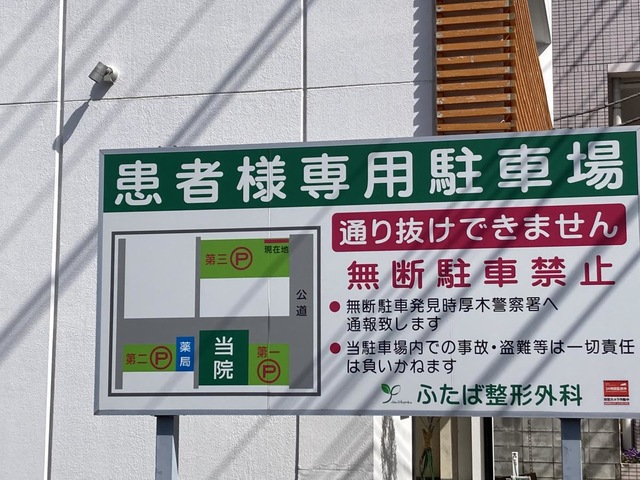 患者様専用駐車場
通り抜けできません
無断駐車禁止
● 無断駐車発見時厚木警察署へ
通報致します
● 当駐車場内での事故・盗難等は一切責任
は負いかねます
ふたば整形外科
現在地
第三 P
公道
第二 P
薬局
当院
第一 P